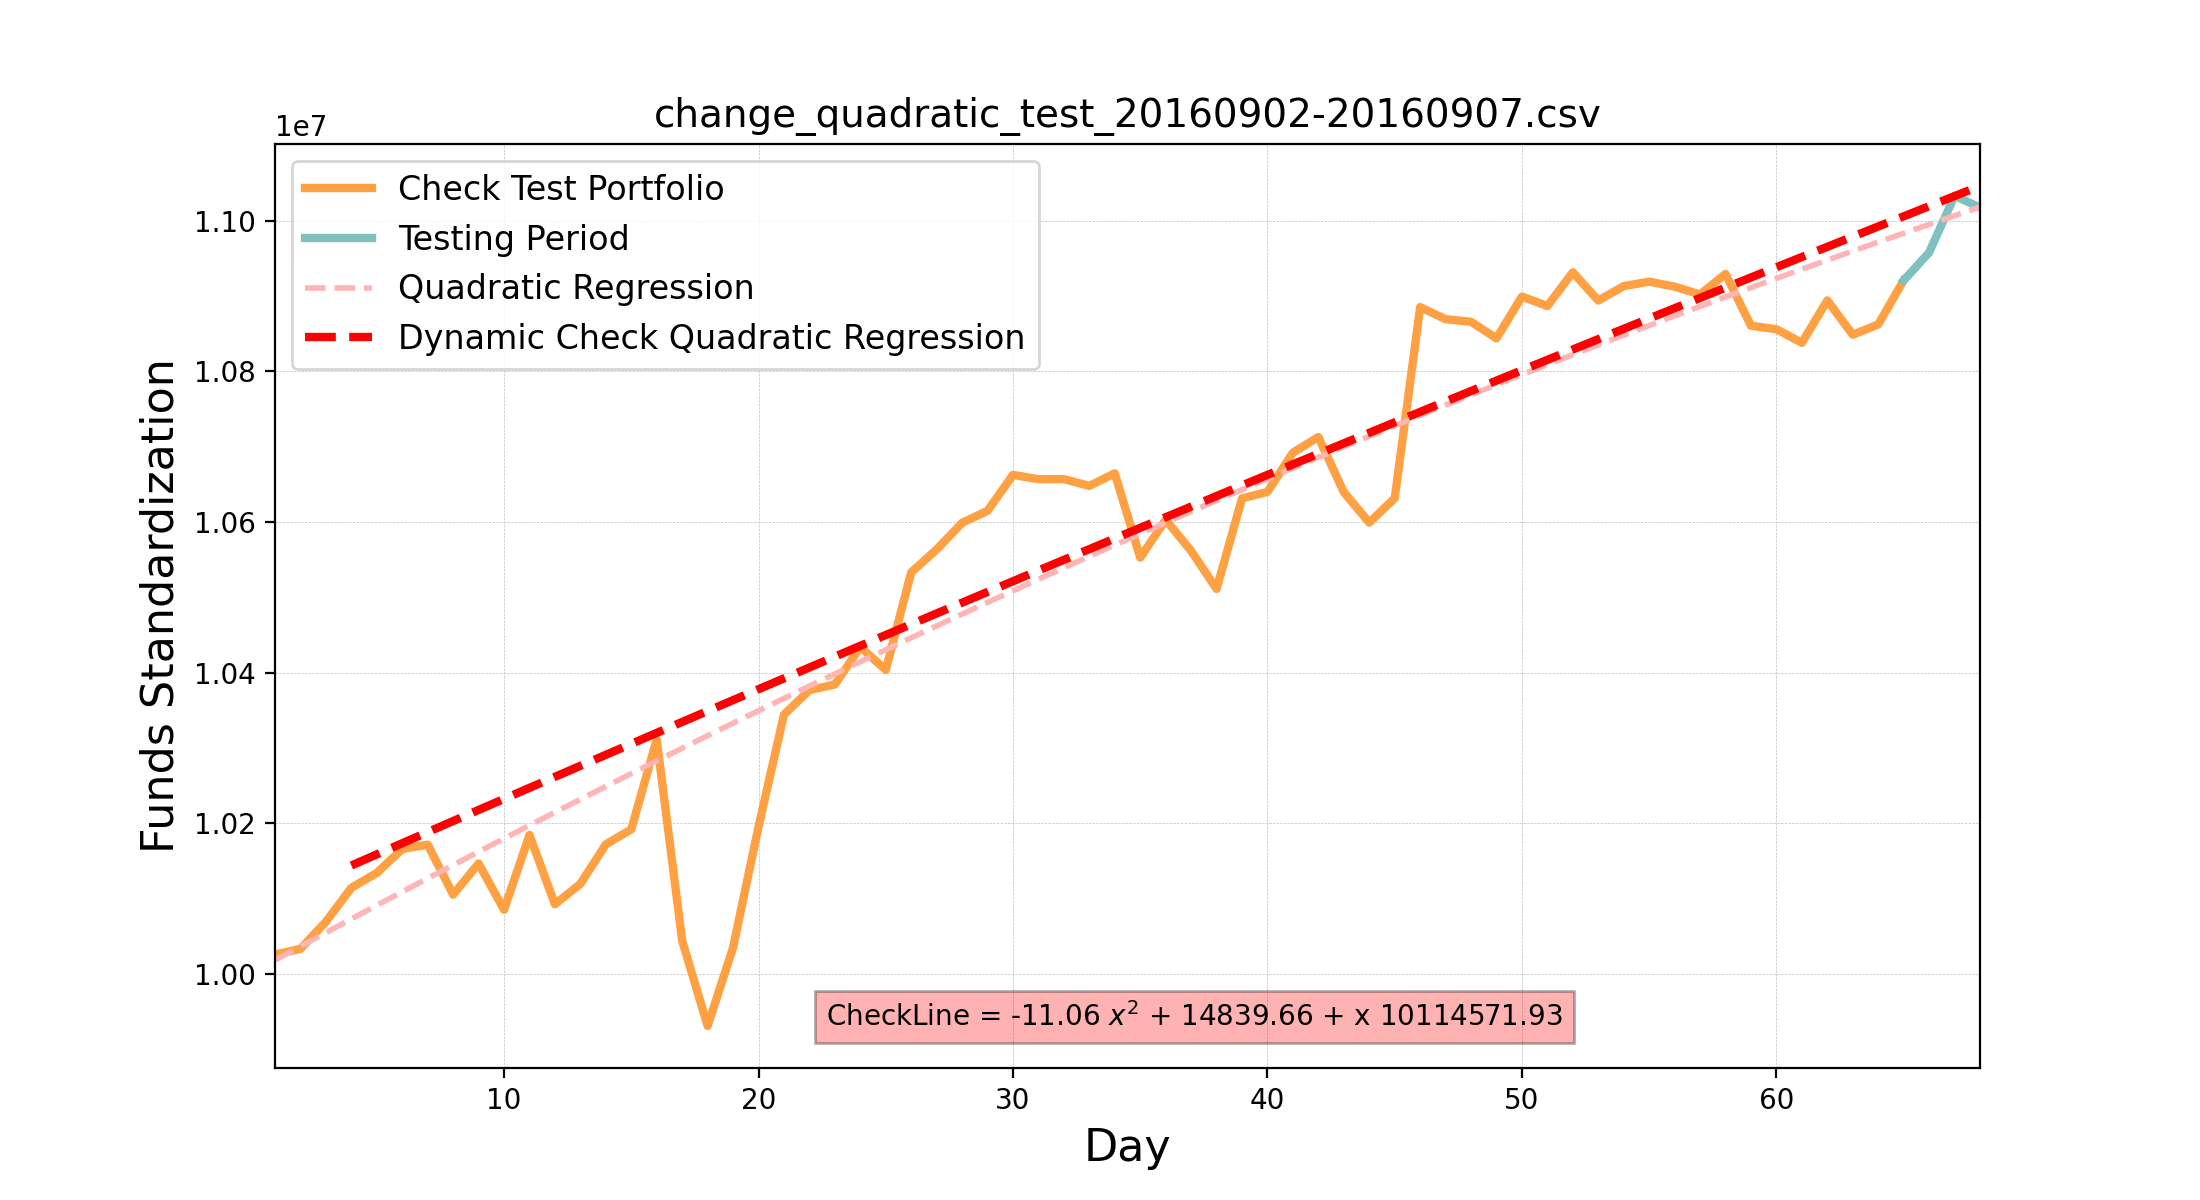 change_quadratic_test_20160902-20160907.csv
1e7
Check Test Portfolio
Testing Period
Quadratic Regression
Dynamic Check Quadratic Regression
1.10
1.08
1.06
1.04
1.02
1.00
Funds Standardization
CheckLine = -11.06 x² + 14839.66 + x 10114571.93
10 20 30 40 50 60
Day